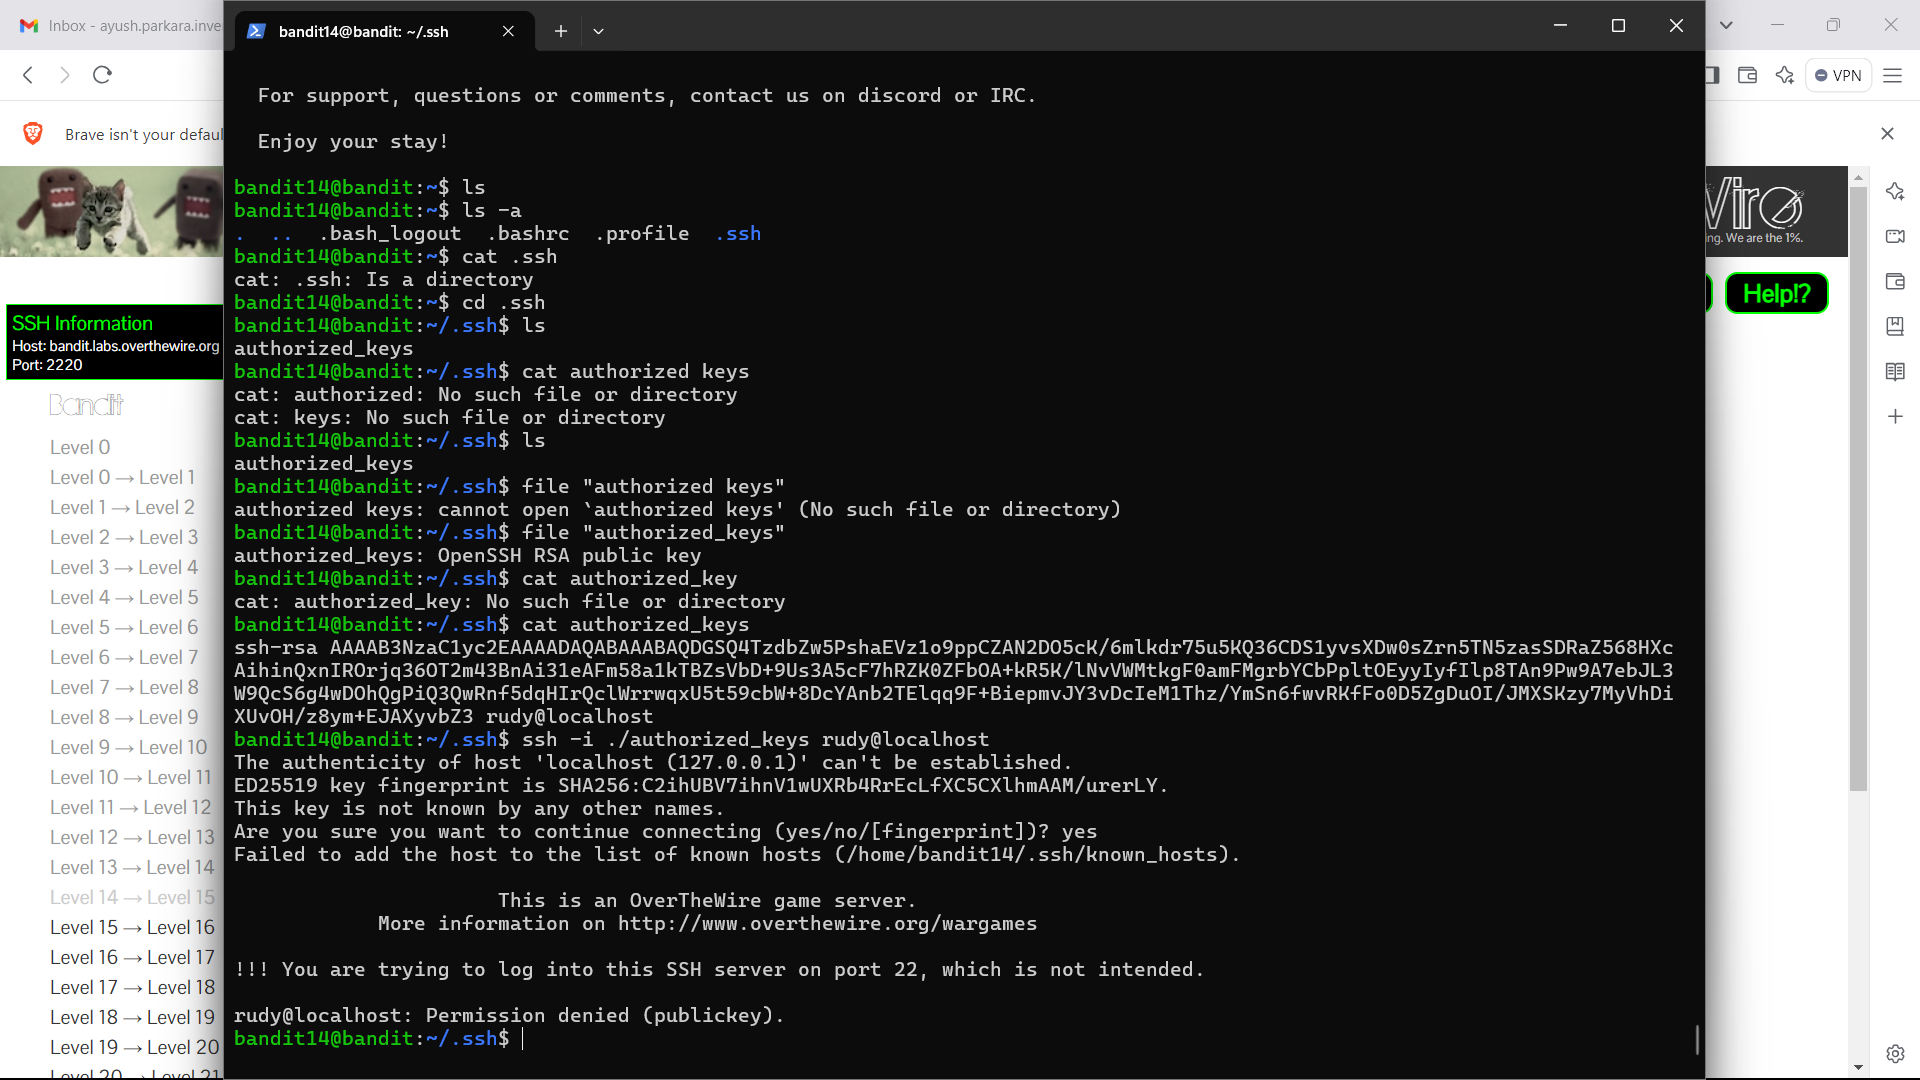 Inbox - ayush.parkara.inve
bandit14@bandit: ~/.ssh
VPN
Brave isn't your defaul
ng. We are the 1%.
Help!?
SSH Information
Host: bandit.labs.overthewire.org
Port: 2220
Bandit
Level 0
Level 0 → Level 1
Level 1 → Level 2
Level 2 → Level 3
Level 3 → Level 4
Level 4 → Level 5
Level 5 → Level 6
Level 6 → Level 7
Level 7 → Level 8
Level 8 → Level 9
Level 9 → Level 10
Level 10 → Level 11
Level 11 → Level 12
Level 12 → Level 13
Level 13 → Level 14
Level 14 → Level 15
Level 15 → Level 16
Level 16 → Level 17
Level 17 → Level 18
Level 18 → Level 19
Level 19 → Level 20
Level 20 → Level 21
For support, questions or comments, contact us on discord or IRC.
Enjoy your stay!
bandit14@bandit:~$ ls
bandit14@bandit:~$ ls -a
.  ..  .bash_logout  .bashrc  .profile  .ssh
bandit14@bandit:~$ cat .ssh
cat: .ssh: Is a directory
bandit14@bandit:~$ cd .ssh
bandit14@bandit:~/.ssh$ ls
authorized_keys
bandit14@bandit:~/.ssh$ cat authorized keys
cat: authorized: No such file or directory
cat: keys: No such file or directory
bandit14@bandit:~/.ssh$ ls
authorized_keys
bandit14@bandit:~/.ssh$ file "authorized keys"
authorized keys: cannot open `authorized keys' (No such file or directory)
bandit14@bandit:~/.ssh$ file "authorized_keys"
authorized_keys: OpenSSH RSA public key
bandit14@bandit:~/.ssh$ cat authorized_key
cat: authorized_key: No such file or directory
bandit14@bandit:~/.ssh$ cat authorized_keys
ssh-rsa AAAAB3NzaC1yc2EAAAADAQABAAABAQDGSQ4TzdbZw5PshaEVz1o9ppCZAN2DO5cK/6mlkdr75u5KQ36CDS1yvsXDw0sZrn5TN5zasSDRaZ568HXc
AihinQxnIROrjq36OT2m43BnAi31eAFm58a1kTBZsVbD+9Us3A5cF7hRZK0ZFbOA+kR5K/lNvVWMtkgF0amFMgrbYCbPpltOEyyIyfIlp8TAn9Pw9A7ebJL3
W9QcS6g4wDOhQgPiQ3QwRnf5dqHIrQclWrrwqxU5t59cbW+8DcYAnb2TElqq9F+BiepmvJY3vDcIeM1Thz/YmSn6fwvRKfFo0D5ZgDuOI/JMXSKzy7MyVhDi
XUvOH/z8ym+EJAXyvbZ3 rudy@localhost
bandit14@bandit:~/.ssh$ ssh -i ./authorized_keys rudy@localhost
The authenticity of host 'localhost (127.0.0.1)' can't be established.
ED25519 key fingerprint is SHA256:C2ihUBV7ihnV1wUXRb4RrEcLfXC5CXlhmAAM/urerLY.
This key is not known by any other names.
Are you sure you want to continue connecting (yes/no/[fingerprint])? yes
Failed to add the host to the list of known hosts (/home/bandit14/.ssh/known_hosts).
This is an OverTheWire game server.
More information on http://www.overthewire.org/wargames
!!! You are trying to log into this SSH server on port 22, which is not intended.
rudy@localhost: Permission denied (publickey).
bandit14@bandit:~/.ssh$